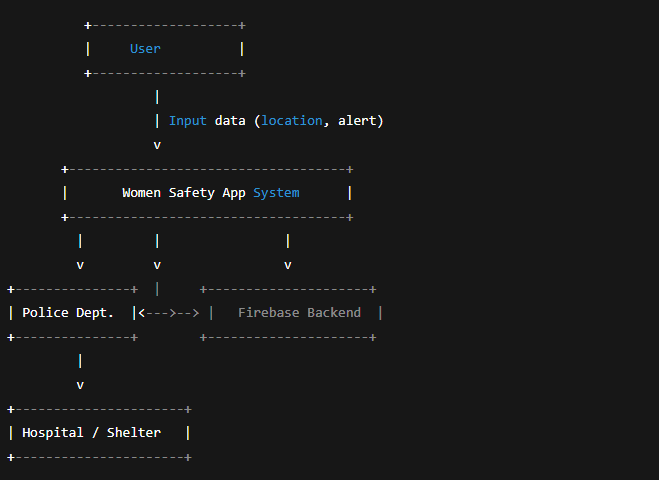 +-------------------+
|     User          |
+-------------------+
|
| Input data (location, alert)
v
+------------------------------------+
|       Women Safety App System      |
+------------------------------------+
|         |                |
v         v                v
+---------------+  |     +---------------------+
| Police Dept.  |<--->--> |   Firebase Backend  |
+---------------+        +---------------------+
|
v
+----------------------+
| Hospital / Shelter   |
+----------------------+